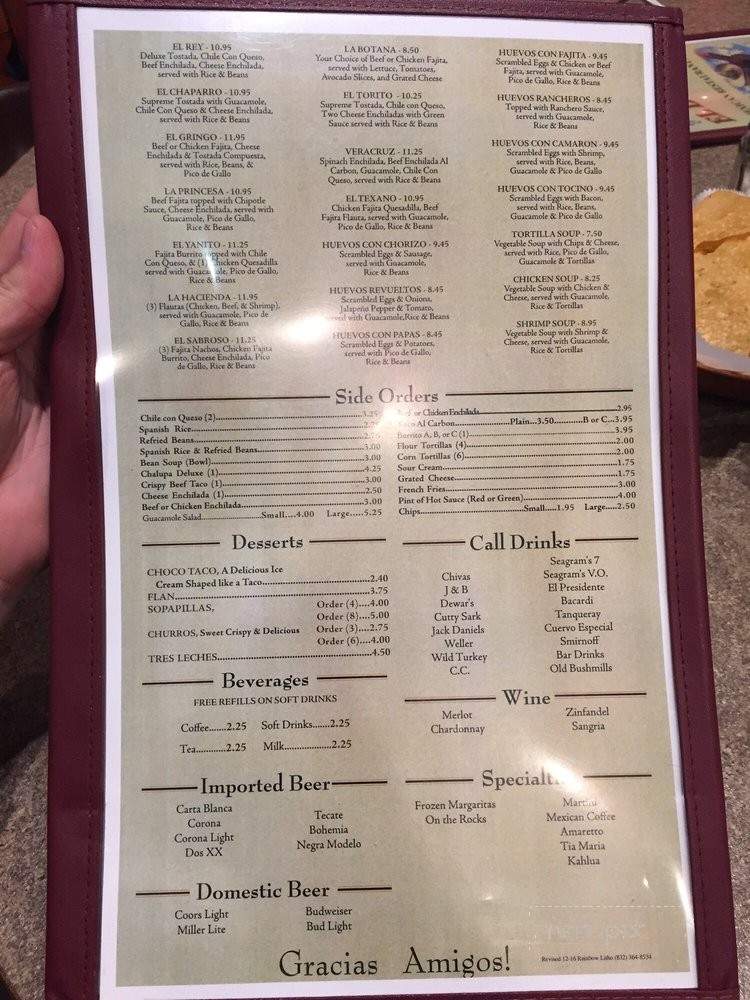 EL REY - 10.95
Deluxe Tostada, Chile Con Queso,
Beef Enchilada, Cheese Enchilada,
served with Rice & Beans
EL CHAPARRO - 10.95
Supreme Tostada with Guacamole,
Chile Con Queso & Cheese Enchilada,
served with Rice & Beans
EL GRINGO - 11.95
Beef or Chicken Fajita, Cheese
Enchilada & Tostada Compuesta,
served with Rice, Beans, &
Pico de Gallo
LA PRINCESA - 10.95
Beef Fajita topped with Chipotle
Sauce, Cheese Enchilada, served with
Guacamole, Pico de Gallo,
Rice & Beans
EL YANITO - 11.25
Fajita Burrito topped with Chile
Con Queso, & (1) Chicken Quesadilla
served with Guacamole, Pico de Gallo,
Rice & Beans
LA HACIENDA - 11.95
(3) Flautas (Chicken, Beef, & Shrimp),
served with Guacamole, Pico de
Gallo, Rice & Beans
EL SABROSO - 11.25
(3) Fajita Nachos, Chicken Fajita
Burrito, Cheese Enchilada, Pico
de Gallo, Rice & Beans
LA BOTANA - 8.50
Your Choice of Beef or Chicken Fajita,
served with Lettuce, Tomatoes,
Avocado Slices, and Grated Cheese
EL TORITO - 10.25
Supreme Tostada, Chile con Queso,
Two Cheese Enchiladas with Green
Sauce served with Rice & Beans
VERACRUZ - 11.25
Spinach Enchilada, Beef Enchilada Al
Carbon, Guacamole, Chile Con
Queso, served with Rice & Beans
EL TEXANO - 10.95
Chicken Fajita Quesadilla, Beef
Fajita Flauta, served with Guacamole,
Pico de Gallo, Rice & Beans
HUEVOS CON CHORIZO - 9.45
Scrambled Eggs & Sausage,
served with Guacamole,
Rice & Beans
HUEVOS REVUELTOS - 8.45
Scrambled Eggs & Onions,
Jalapeño Pepper & Tomato,
served with Guacamole,Rice & Beans
HUEVOS CON PAPAS - 8.45
Scrambled Eggs & Potatoes,
served with Pico de Gallo,
Rice & Beans
HUEVOS CON FAJITA - 9.45
Scrambled Eggs & Chicken or Beef
Fajita, served with Guacamole,
Pico de Gallo, Rice & Beans
HUEVOS RANCHEROS - 8.45
Topped with Ranchero Sauce,
served with Guacamole,
Rice & Beans
HUEVOS CON CAMARON - 9.45
Scrambled Eggs with Shrimp,
served with Rice, Beans,
Guacamole & Pico de Gallo
HUEVOS CON TOCINO - 9.45
Scrambled Eggs with Bacon,
served with Rice, Beans,
Guacamole & Pico de Gallo
TORTILLA SOUP - 7.50
Vegetable Soup with Chips & Cheese,
served with Rice, Pico de Gallo,
Guacamole & Tortillas
CHICKEN SOUP - 8.25
Vegetable Soup with Chicken &
Cheese, served with Guacamole,
Rice & Tortillas
SHRIMP SOUP - 8.95
Vegetable Soup with Shrimp &
Cheese, served with Guacamole,
Rice & Tortillas
Side Orders
Chile con Queso (2)...3.25
Spanish Rice...
Refried Beans...
Spanish Rice & Refried Beans...3.00
Bean Soup (Bowl)...3.00
Chalupa Deluxe (1)...4.25
Crispy Beef Taco (1)...3.00
Cheese Enchilada (1)...2.50
Beef or Chicken Enchilada...3.00
Guacamole Salad...Small....4.00 Large.....5.25
Beef or Chicken Enchilada...2.95
Taco Al Carbon...Plain...3.50...B or C...3.95
Burrito A, B, or C (1)...3.95
Flour Tortillas (4)...2.00
Corn Tortillas (6)...2.00
Sour Cream...1.75
Grated Cheese...1.75
French Fries...3.00
Pint of Hot Sauce (Red or Green)...4.00
Chips...Small.....1.95 Large....2.50
Desserts
CHOCO TACO, A Delicious Ice
Cream Shaped like a Taco...2.40
FLAN...3.75
SOPAPILLAS, Order (4)....4.00
Order (8)....5.00
CHURROS, Sweet Crispy & Delicious Order (3)....2.75
Order (6)....4.00
TRES LECHES...4.50
Beverages
FREE REFILLS ON SOFT DRINKS
Coffee.......2.25 Soft Drinks.......2.25
Tea............2.25 Milk....................2.25
Imported Beer
Carta Blanca
Corona
Corona Light
Dos XX
Tecate
Bohemia
Negra Modelo
Domestic Beer
Coors Light
Miller Lite
Budweiser
Bud Light
Call Drinks
Chivas
J & B
Dewar's
Cutty Sark
Jack Daniels
Weller
Wild Turkey
C.C.
Seagram's 7
Seagram's V.O.
El Presidente
Bacardi
Tanqueray
Cuervo Especial
Smirnoff
Bar Drinks
Old Bushmills
Wine
Merlot
Chardonnay
Zinfandel
Sangria
Frozen Margaritas
On the Rocks
Martini
Mexican Coffee
Amaretto
Tia Maria
Kahlua
Gracias Amigos!
Revised 12-16 Rainbow Litho (832) 364-8554